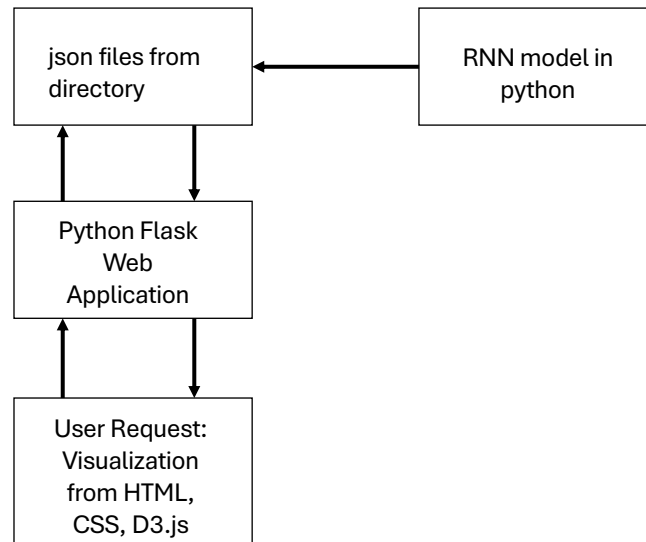 json files from
directory
RNN model in
python
Python Flask
Web
Application
User Request:
Visualization
from HTML,
CSS, D3.js